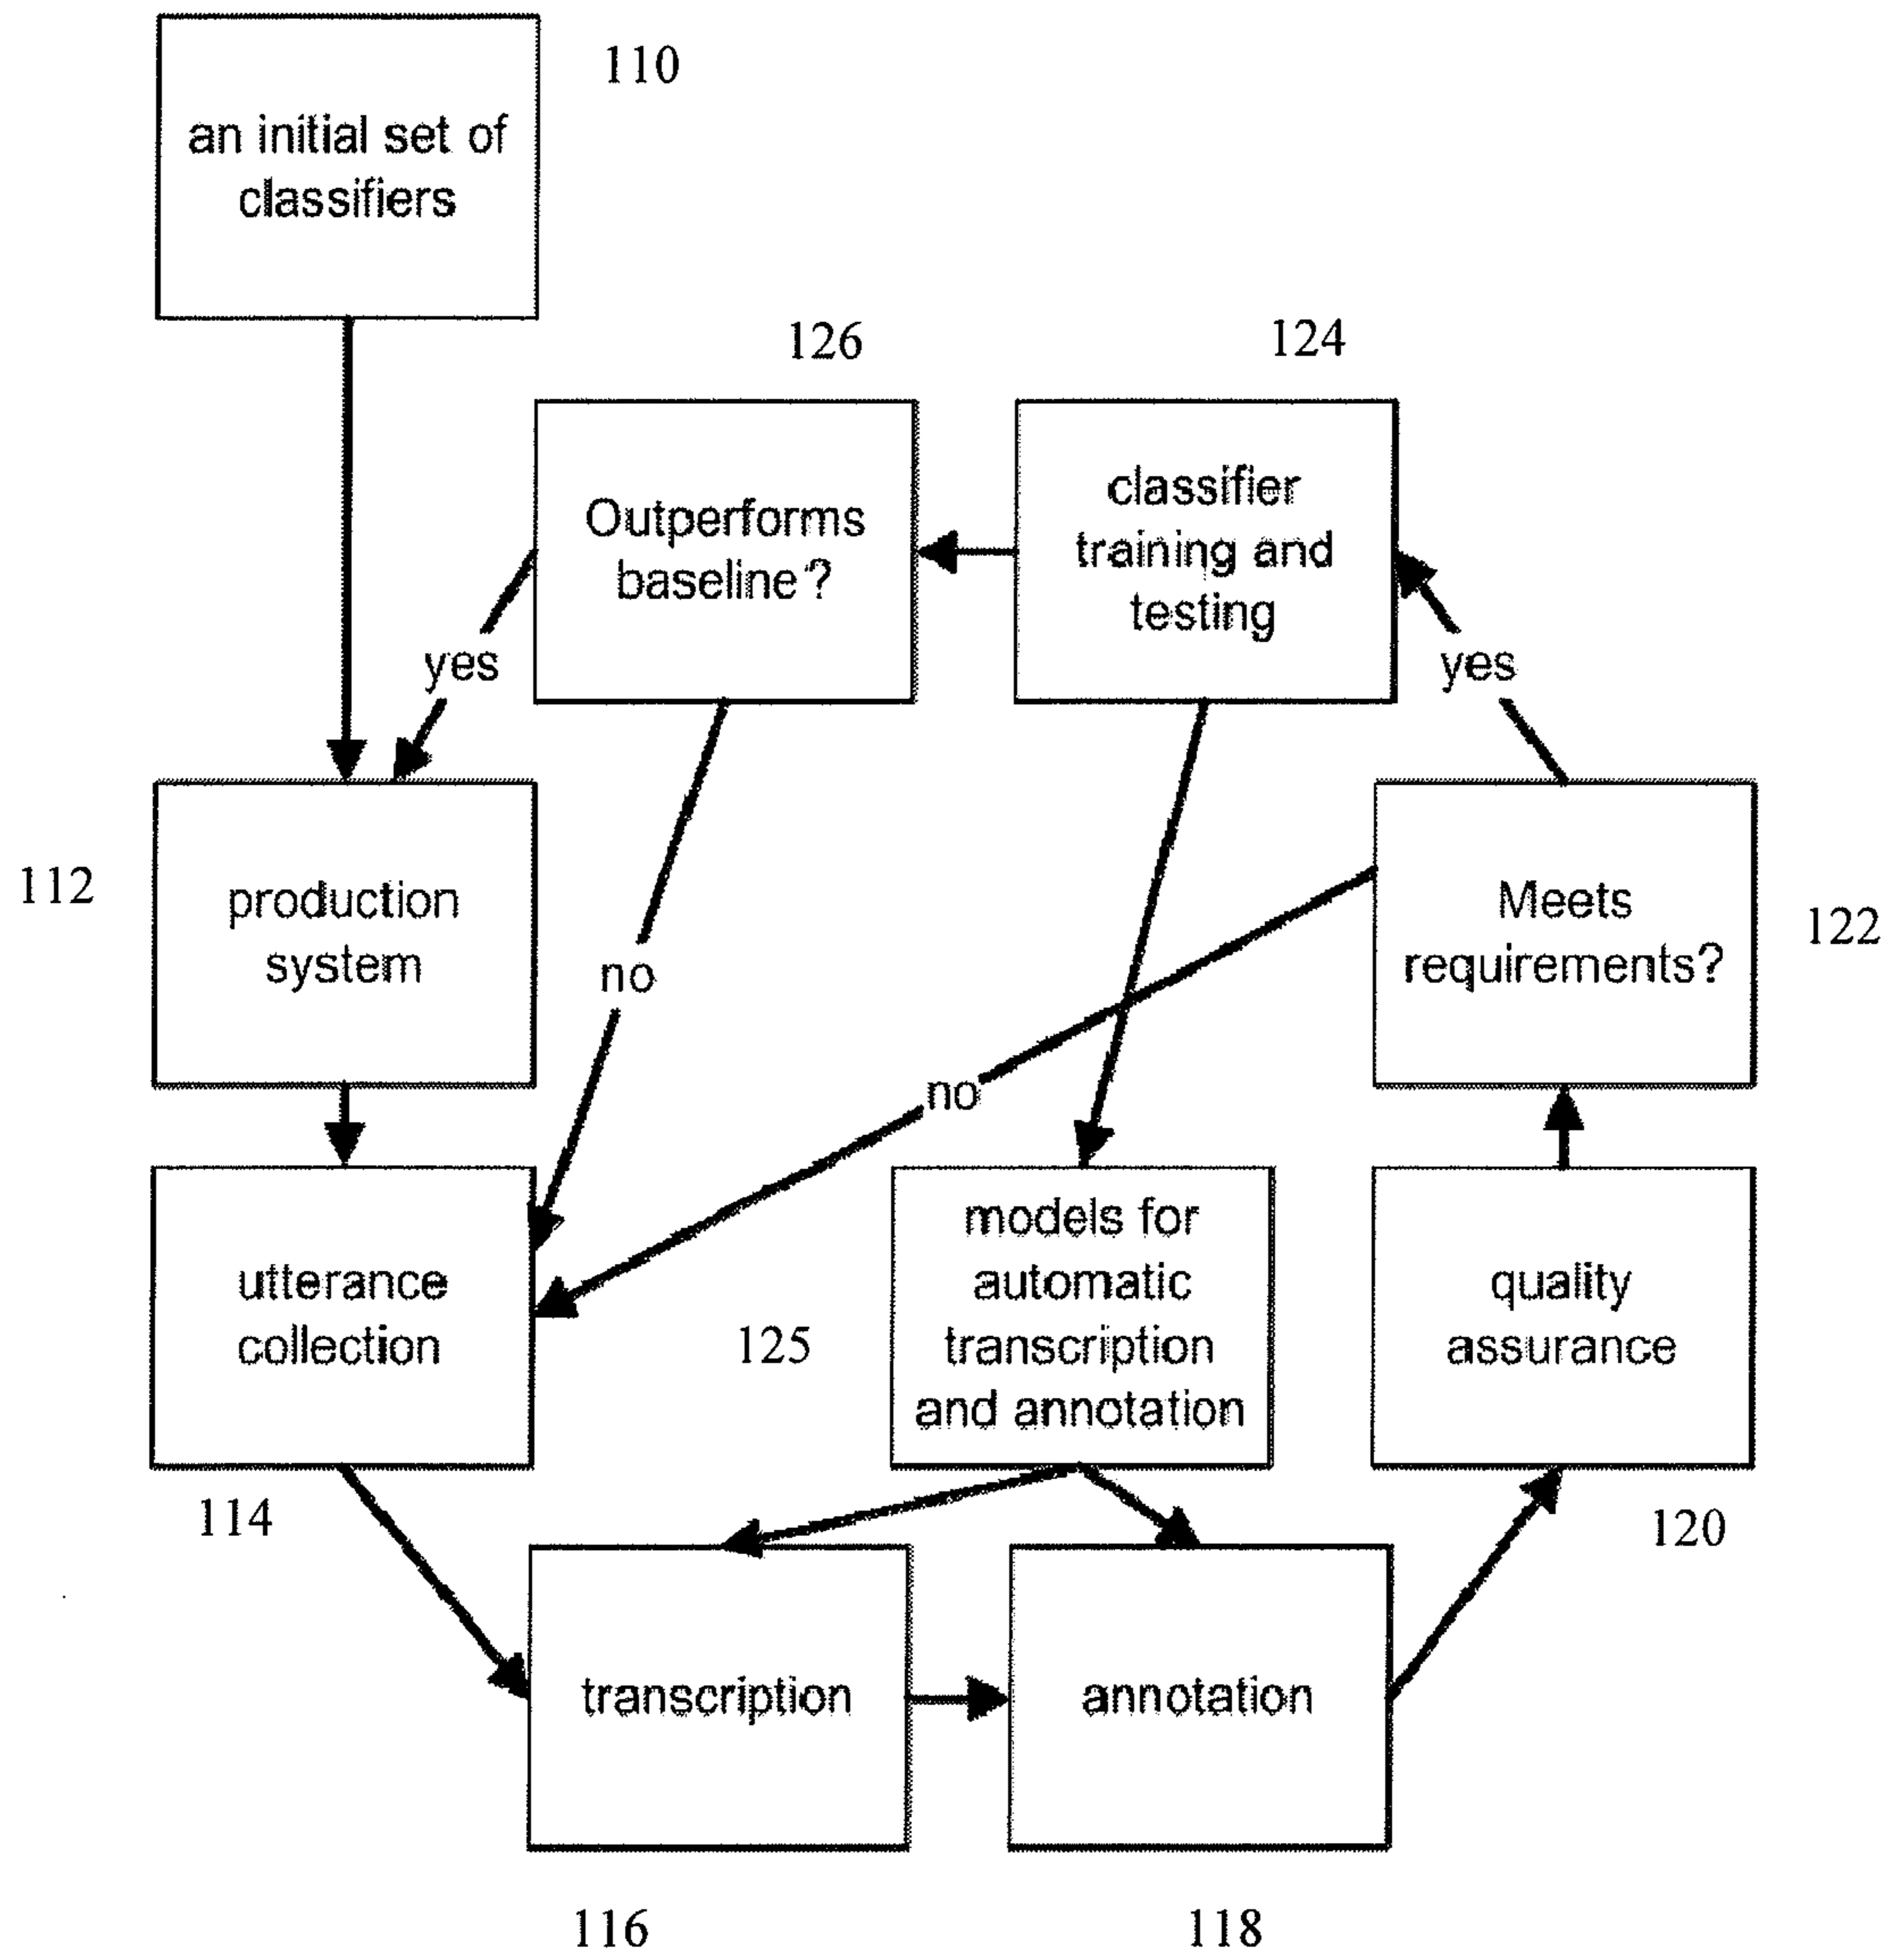 110
an initial set of
classifiers
126
124
Outperforms
baseline?
classifier
training and
testing
yes
yes
112
production
system
no
Meets
requirements?
122
no
utterance
collection
125
models for
automatic
transcription
and annotation
quality
assurance
114
120
transcription
annotation
116
118